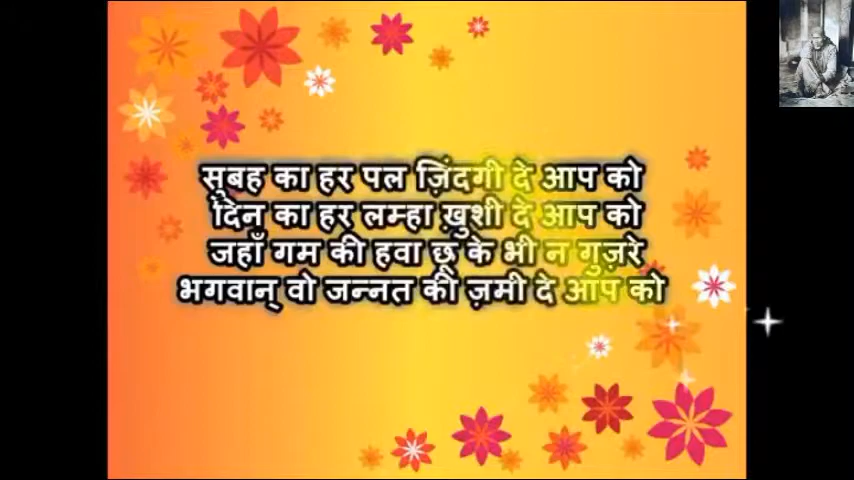 सुबह का हर पल ज़िंदगी दे आप को
दिन का हर लम्हा ख़ुशी दे आप को
जहाँ गम की हवा छू के भी न गुज़रे
भगवान् वो जन्नत की ज़मी दे आप को